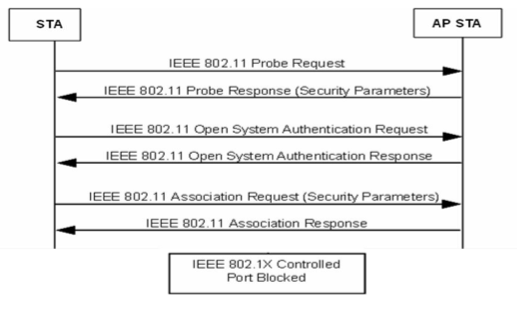 STA
AP STA
IEEE 802.11 Probe Request
IEEE 802.11 Probe Response (Security Parameters)
IEEE 802.11 Open System Authentication Request
IEEE 802.11 Open System Authentication Response
IEEE 802.11 Association Request (Security Parameters)
IEEE 802.11 Association Response
IEEE 802.1X Controlled
Port Blocked